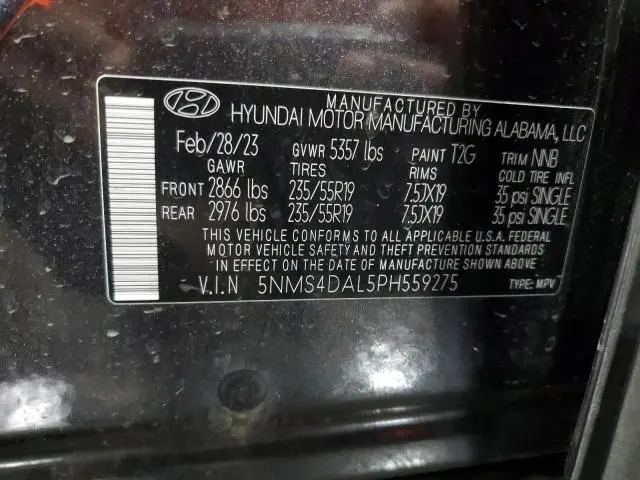 MANUFACTURED BY
HYUNDAI MOTOR MANUFACTURING ALABAMA, LLC
Feb/28/23 GVWR 5357 lbs PAINT T2G TRIM NNB
GAWR TIRES RIMS COLD TIRE INFL
FRONT 2866 lbs 235/55R19 7.5JX19 35 psi SINGLE
REAR 2976 lbs 235/55R19 7.5JX19 35 psi SINGLE
THIS VEHICLE CONFORMS TO ALL APPLICABLE U.S.A. FEDERAL
MOTOR VEHICLE SAFETY AND THEFT PREVENTION STANDARDS
IN EFFECT ON THE DATE OF MANUFACTURE SHOWN ABOVE
V.I.N 5NMS4DAL5PH559275 TYPE: MPV